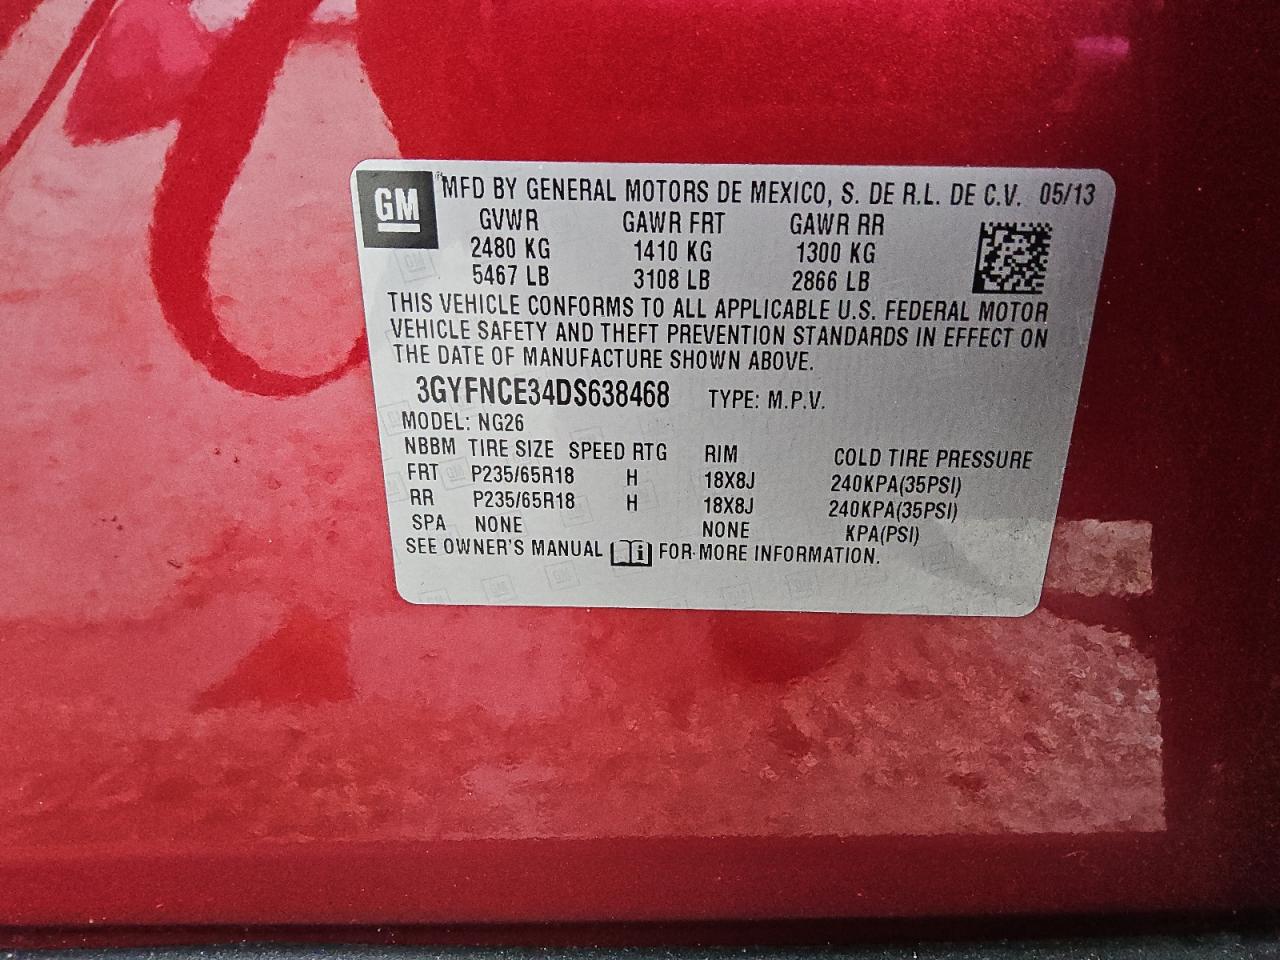 GM ® MFD BY GENERAL MOTORS DE MEXICO, S. DE R.L. DE C.V. 05/13
GVWR GAWR FRT GAWR RR
2480 KG 1410 KG 1300 KG
5467 LB 3108 LB 2866 LB
THIS VEHICLE CONFORMS TO ALL APPLICABLE U.S. FEDERAL MOTOR
VEHICLE SAFETY AND THEFT PREVENTION STANDARDS IN EFFECT ON
THE DATE OF MANUFACTURE SHOWN ABOVE.
3GYFNCE34DS638468 TYPE: M.P.V.
MODEL: NG26
NBBM TIRE SIZE SPEED RTG RIM COLD TIRE PRESSURE
FRT P235/65R18 H 18X8J 240KPA(35PSI)
RR P235/65R18 H 18X8J 240KPA(35PSI)
SPA NONE NONE KPA(PSI)
SEE OWNER'S MANUAL i FOR MORE INFORMATION.